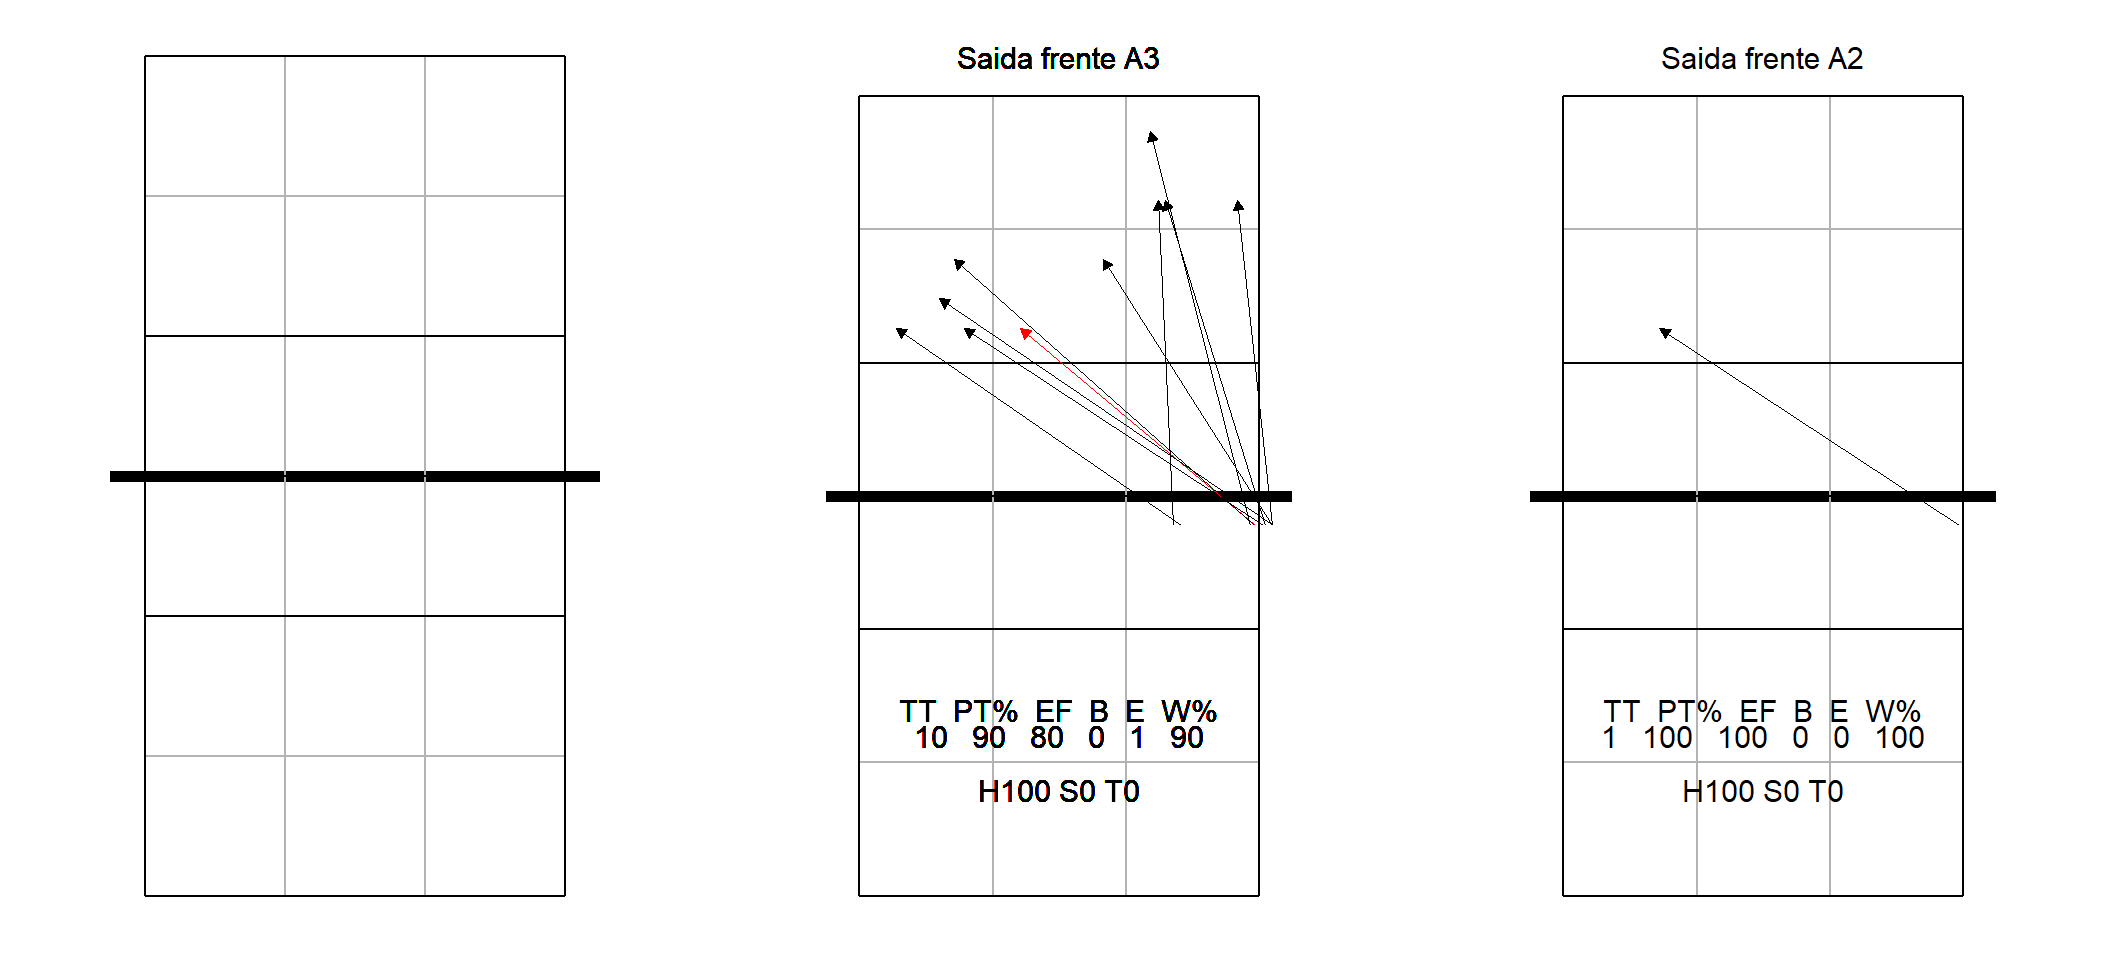 Saida frente A3
TT PT% EF B E W%
10 90 80 0 1 90
H100 S0 T0
Saida frente A2
TT PT% EF B E W%
1 100 100 0 0 100
H100 S0 T0